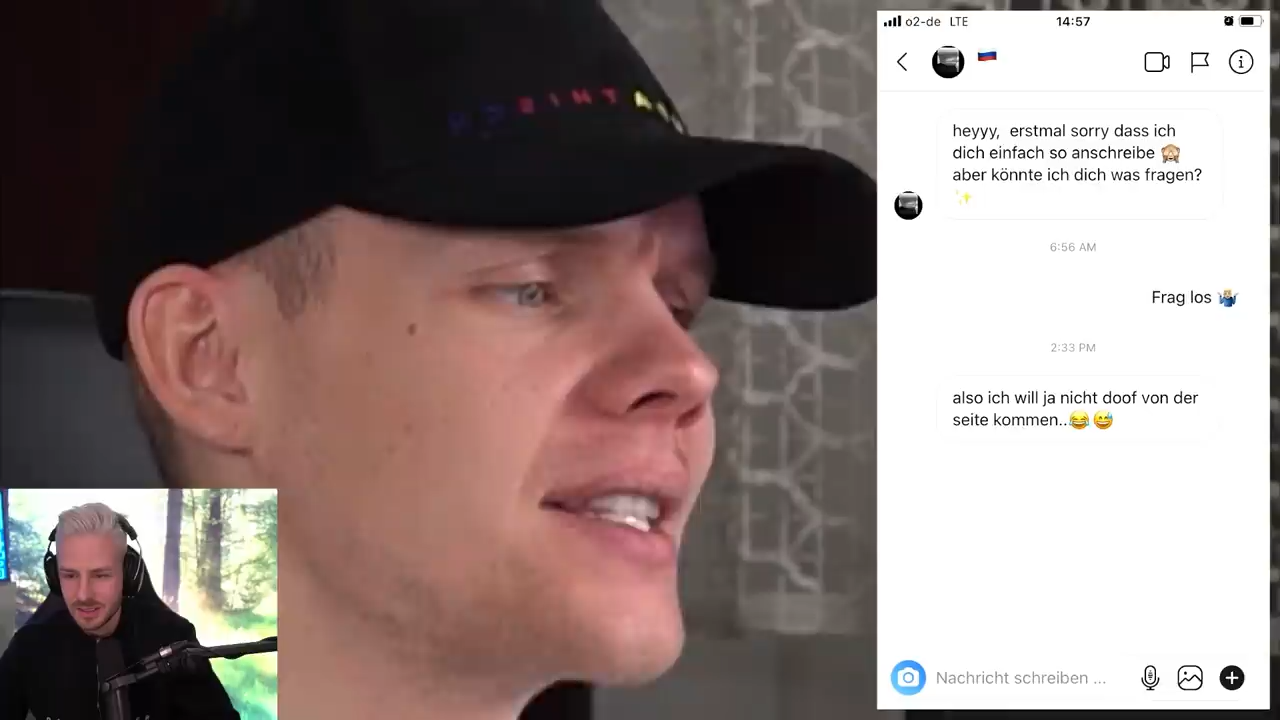 o2-de LTE 14:57
heyyy, erstmal sorry dass ich
dich einfach so anschreibe 🙈
aber könnte ich dich was fragen?
✨
6:56 AM
Frag los 🤷‍♂️
2:33 PM
also ich will ja nicht doof von der
seite kommen..😂😅
Nachricht schreiben ...